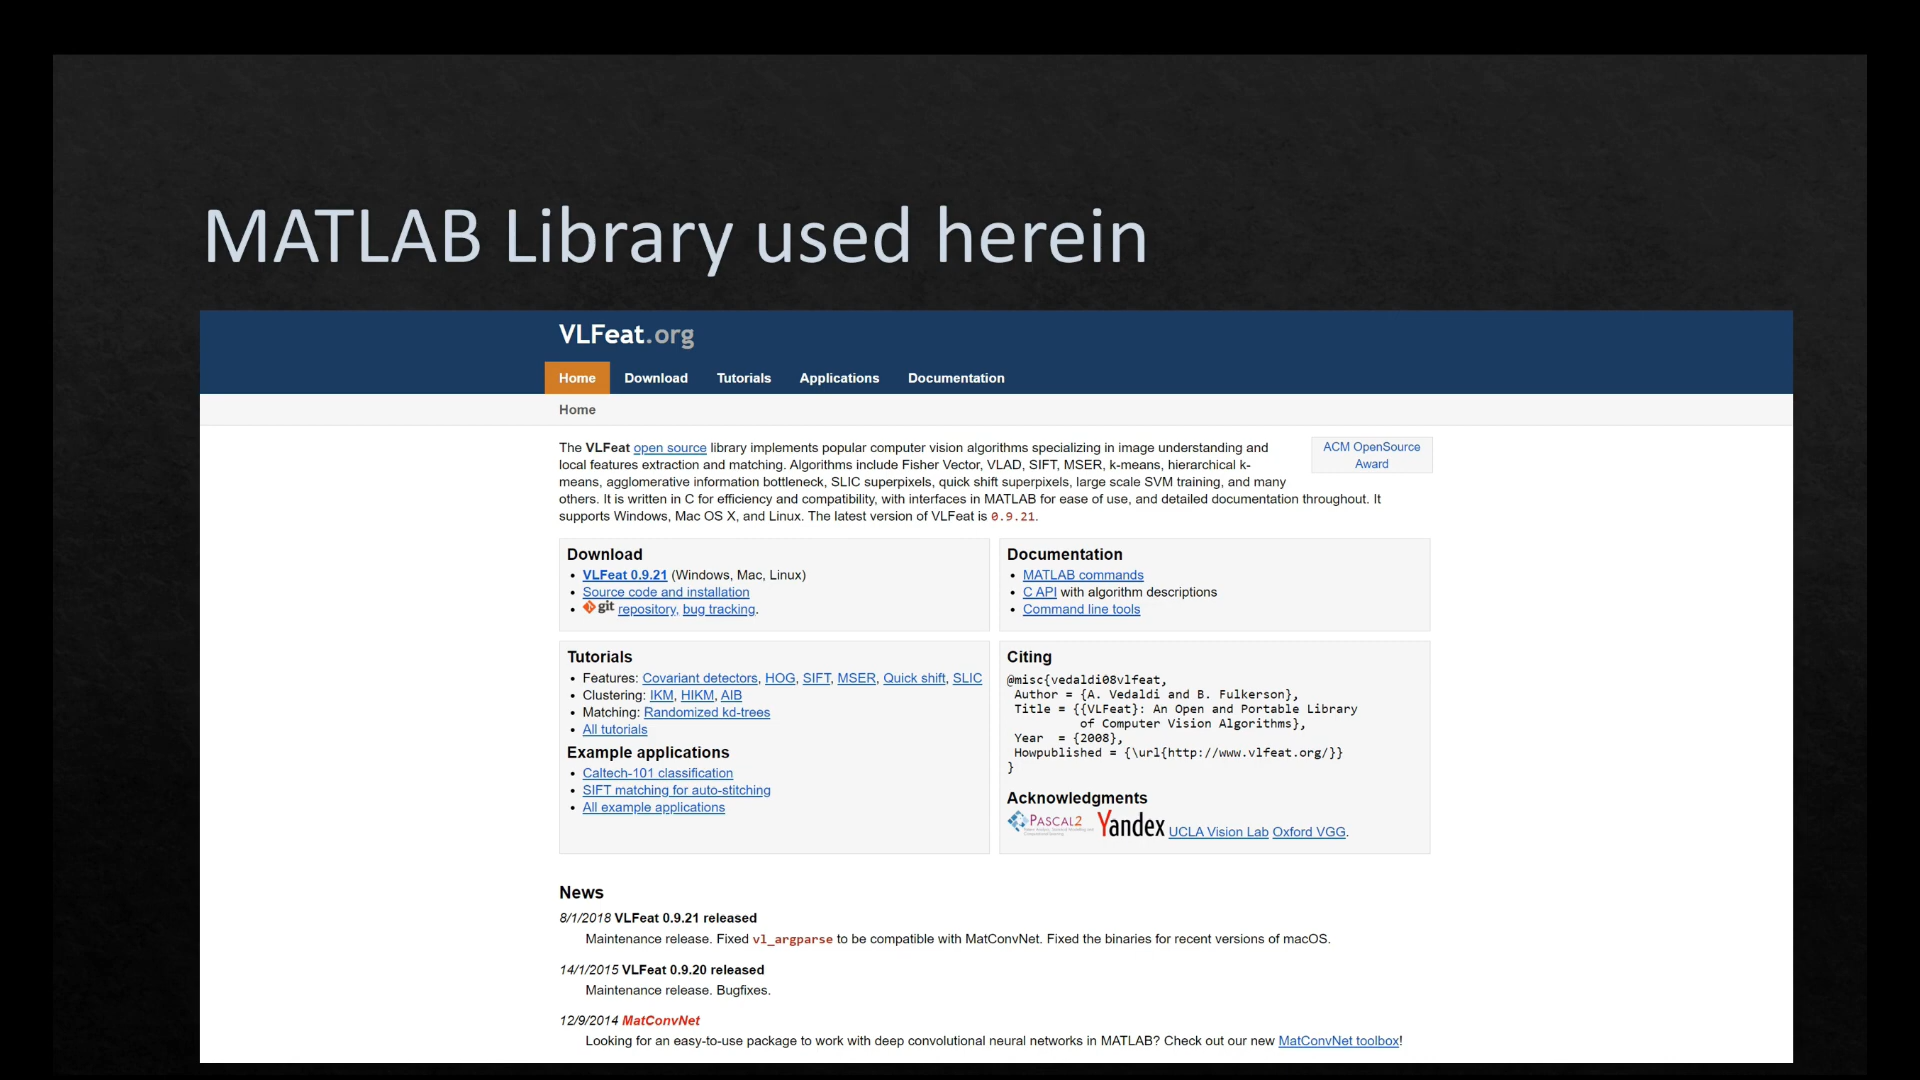 MATLAB Library used herein
VLFeat.org
Home Download Tutorials Applications Documentation
Home
The VLFeat open source library implements popular computer vision algorithms specializing in image understanding and
local features extraction and matching. Algorithms include Fisher Vector, VLAD, SIFT, MSER, k-means, hierarchical k-
means, agglomerative information bottleneck, SLIC superpixels, quick shift superpixels, large scale SVM training, and many
others. It is written in C for efficiency and compatibility, with interfaces in MATLAB for ease of use, and detailed documentation throughout. It
supports Windows, Mac OS X, and Linux. The latest version of VLFeat is 0.9.21.
ACM OpenSource
Award
Download
• VLFeat 0.9.21 (Windows, Mac, Linux)
• Source code and installation
• git repository, bug tracking.
Documentation
• MATLAB commands
• C API with algorithm descriptions
• Command line tools
Tutorials
• Features: Covariant detectors, HOG, SIFT, MSER, Quick shift, SLIC
• Clustering: IKM, HIKM, AIB
• Matching: Randomized kd-trees
• All tutorials
Example applications
• Caltech-101 classification
• SIFT matching for auto-stitching
• All example applications
Citing
@misc{vedaldi08vlfeat,
Author = {A. Vedaldi and B. Fulkerson},
Title = {{VLFeat}: An Open and Portable Library
of Computer Vision Algorithms},
Year = {2008},
Howpublished = {\url{http://www.vlfeat.org/}}
}
Acknowledgments
PASCAL2 Yandex UCLA Vision Lab Oxford VGG.
News
8/1/2018 VLFeat 0.9.21 released
Maintenance release. Fixed vl_argparse to be compatible with MatConvNet. Fixed the binaries for recent versions of macOS.
14/1/2015 VLFeat 0.9.20 released
Maintenance release. Bugfixes.
12/9/2014 MatConvNet
Looking for an easy-to-use package to work with deep convolutional neural networks in MATLAB? Check out our new MatConvNet toolbox!